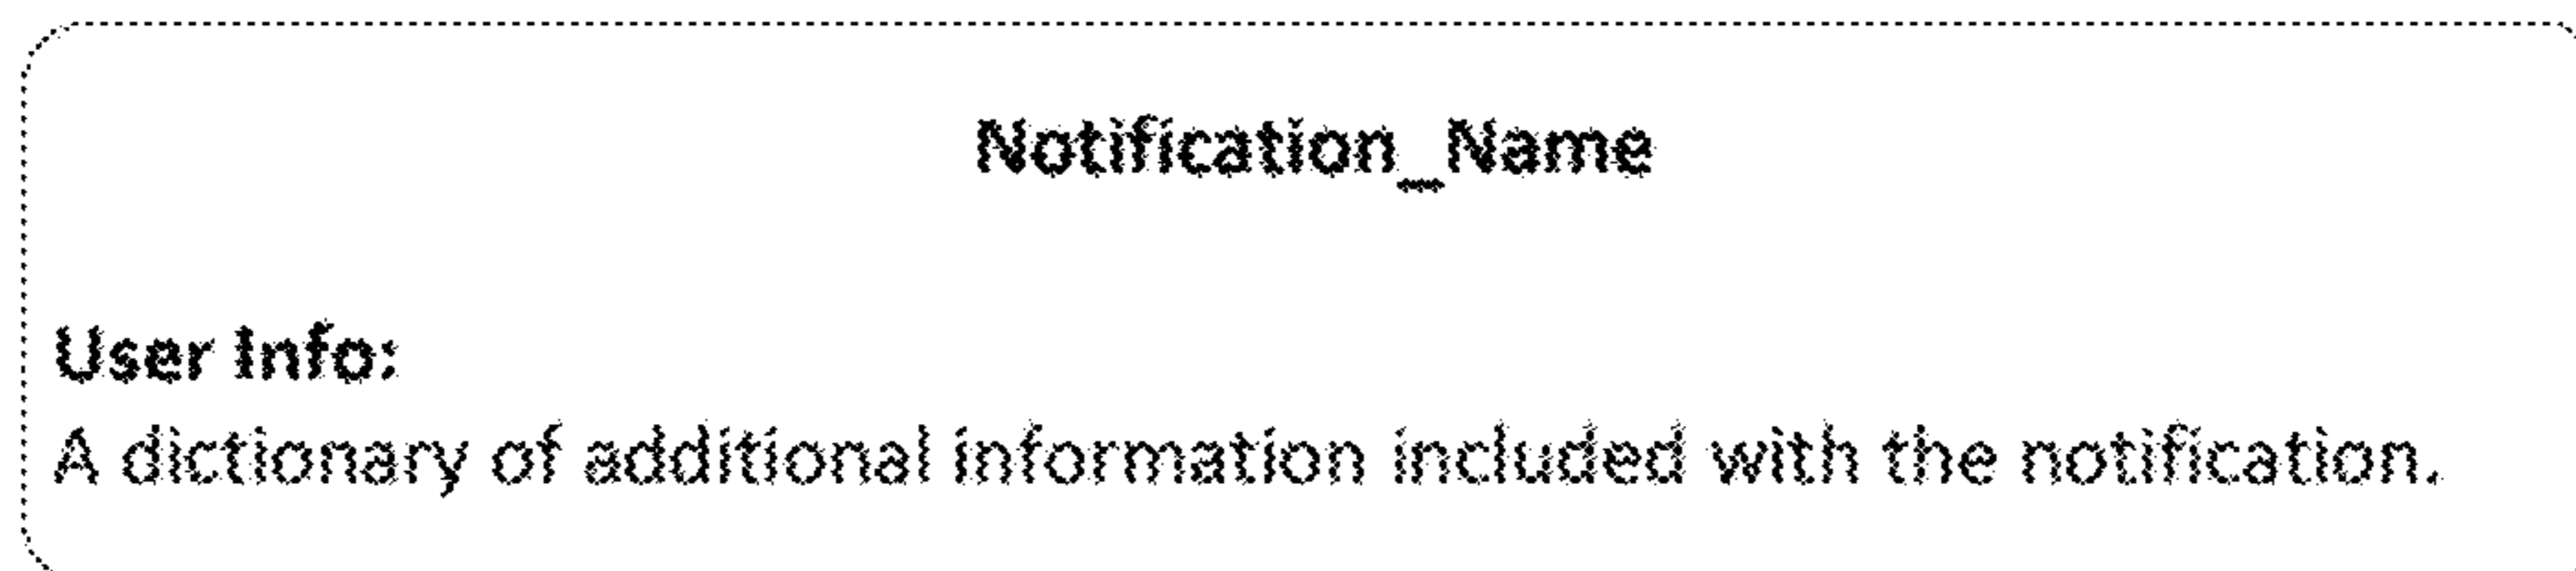 Notification_Name
User Info:
A dictionary of additional information included with the notification.